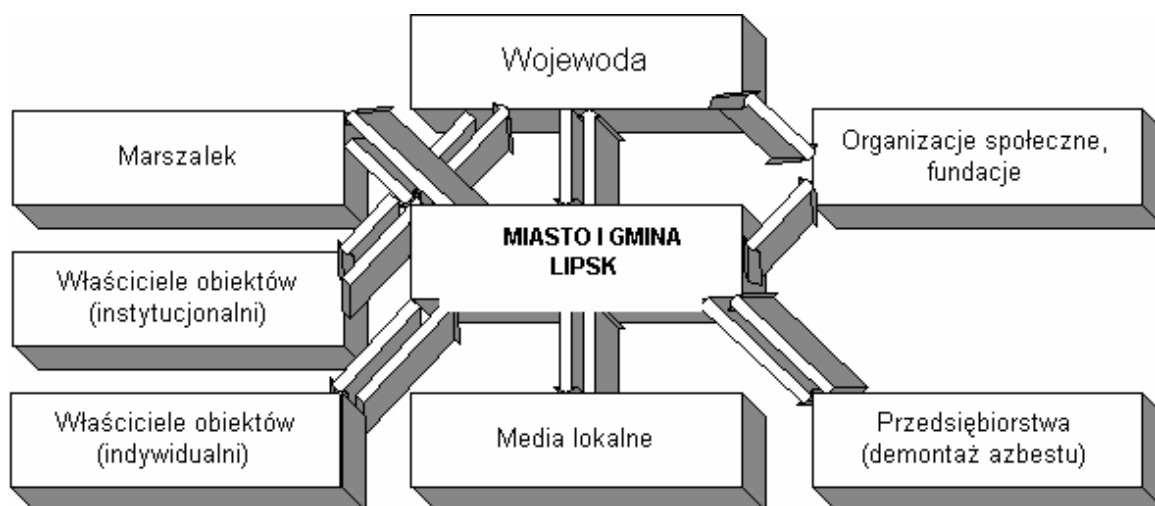 Wojewoda
Marszalek
Organizacje społeczne,
fundacje
MIASTO I GMINA
LIPSK
Właściciele obiektów
(instytucjonalni)
Właściciele obiektów
(indywidualni)
Media lokalne
Przedsiębiorstwa
(demontaż azbestu)